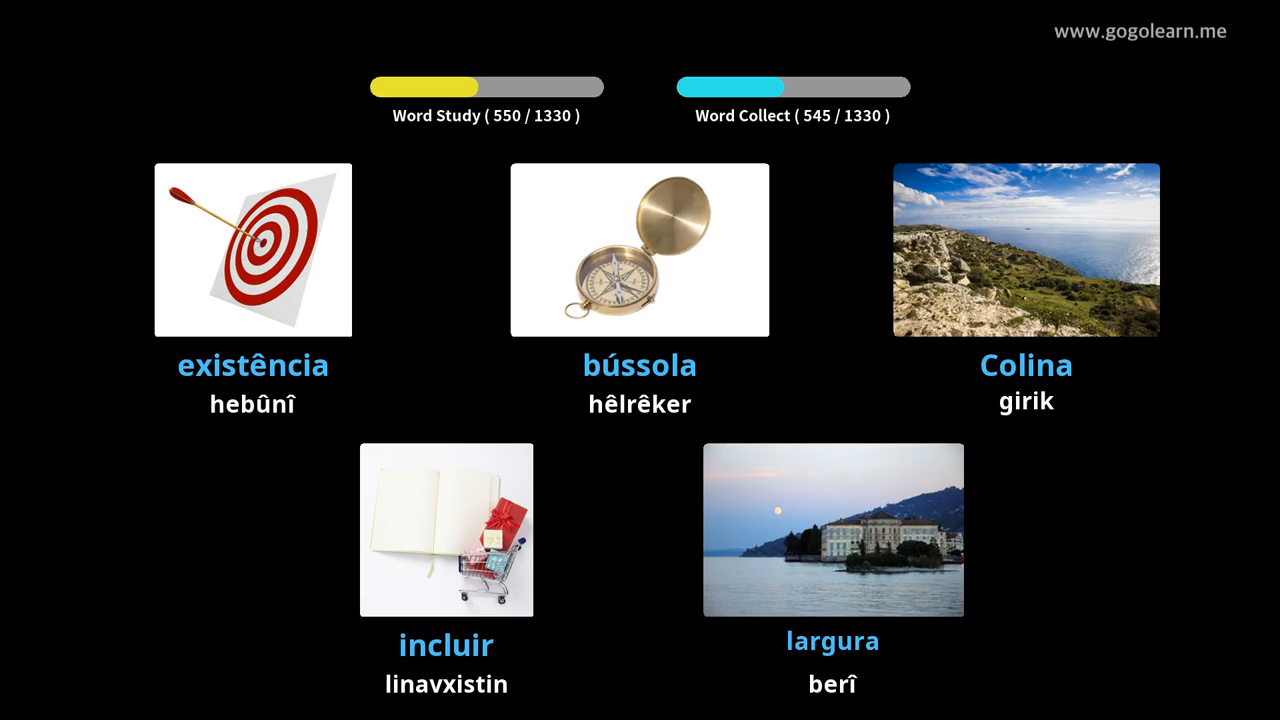 www.gogolearn.me
Word Study ( 550 / 1330 )
Word Collect ( 545 / 1330 )
existência
hebûnî
bússola
hêlrêker
Colina
girik
incluir
linavxistin
largura
berî